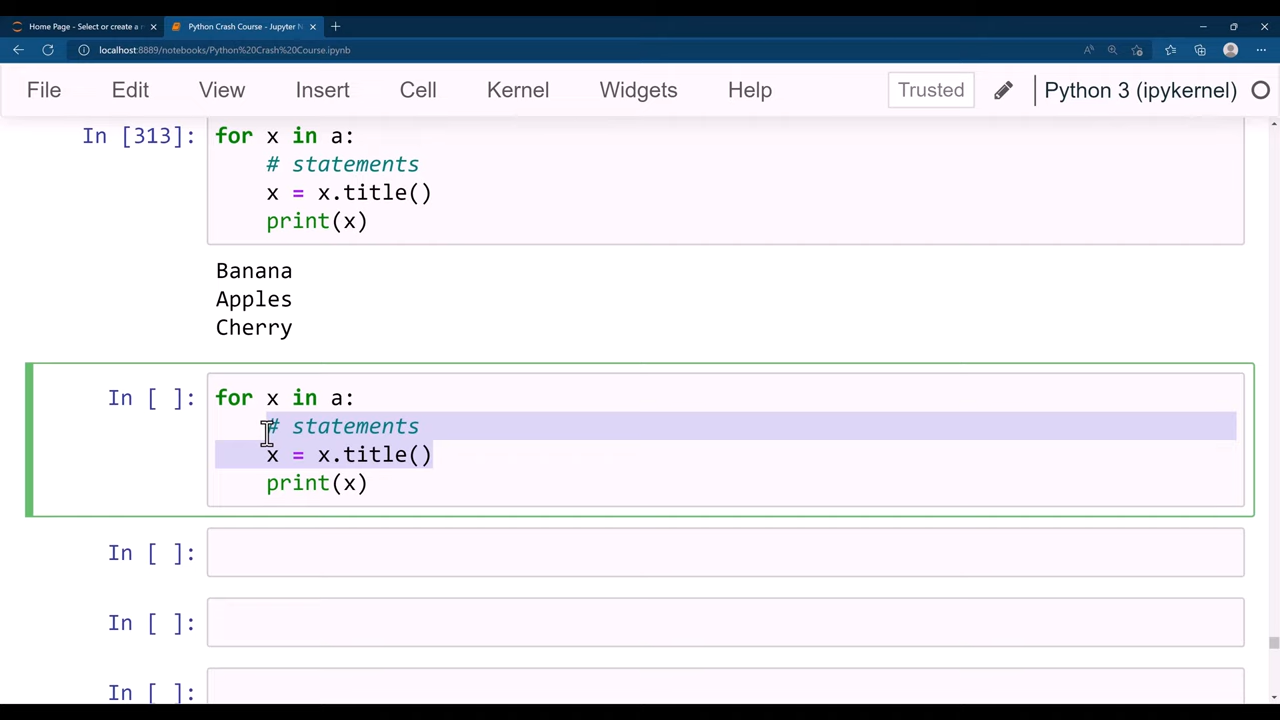 Home Page - Select or create a n
Python Crash Course - Jupyter N
localhost:8889/notebooks/Python%20Crash%20Course.ipynb
File Edit View Insert Cell Kernel Widgets Help Trusted Python 3 (ipykernel)
In [313]: for x in a:
# statements
x = x.title()
print(x)
Banana
Apples
Cherry
In [ ]: for x in a:
# statements
x = x.title()
print(x)
In [ ]:
In [ ]:
In [ ]: